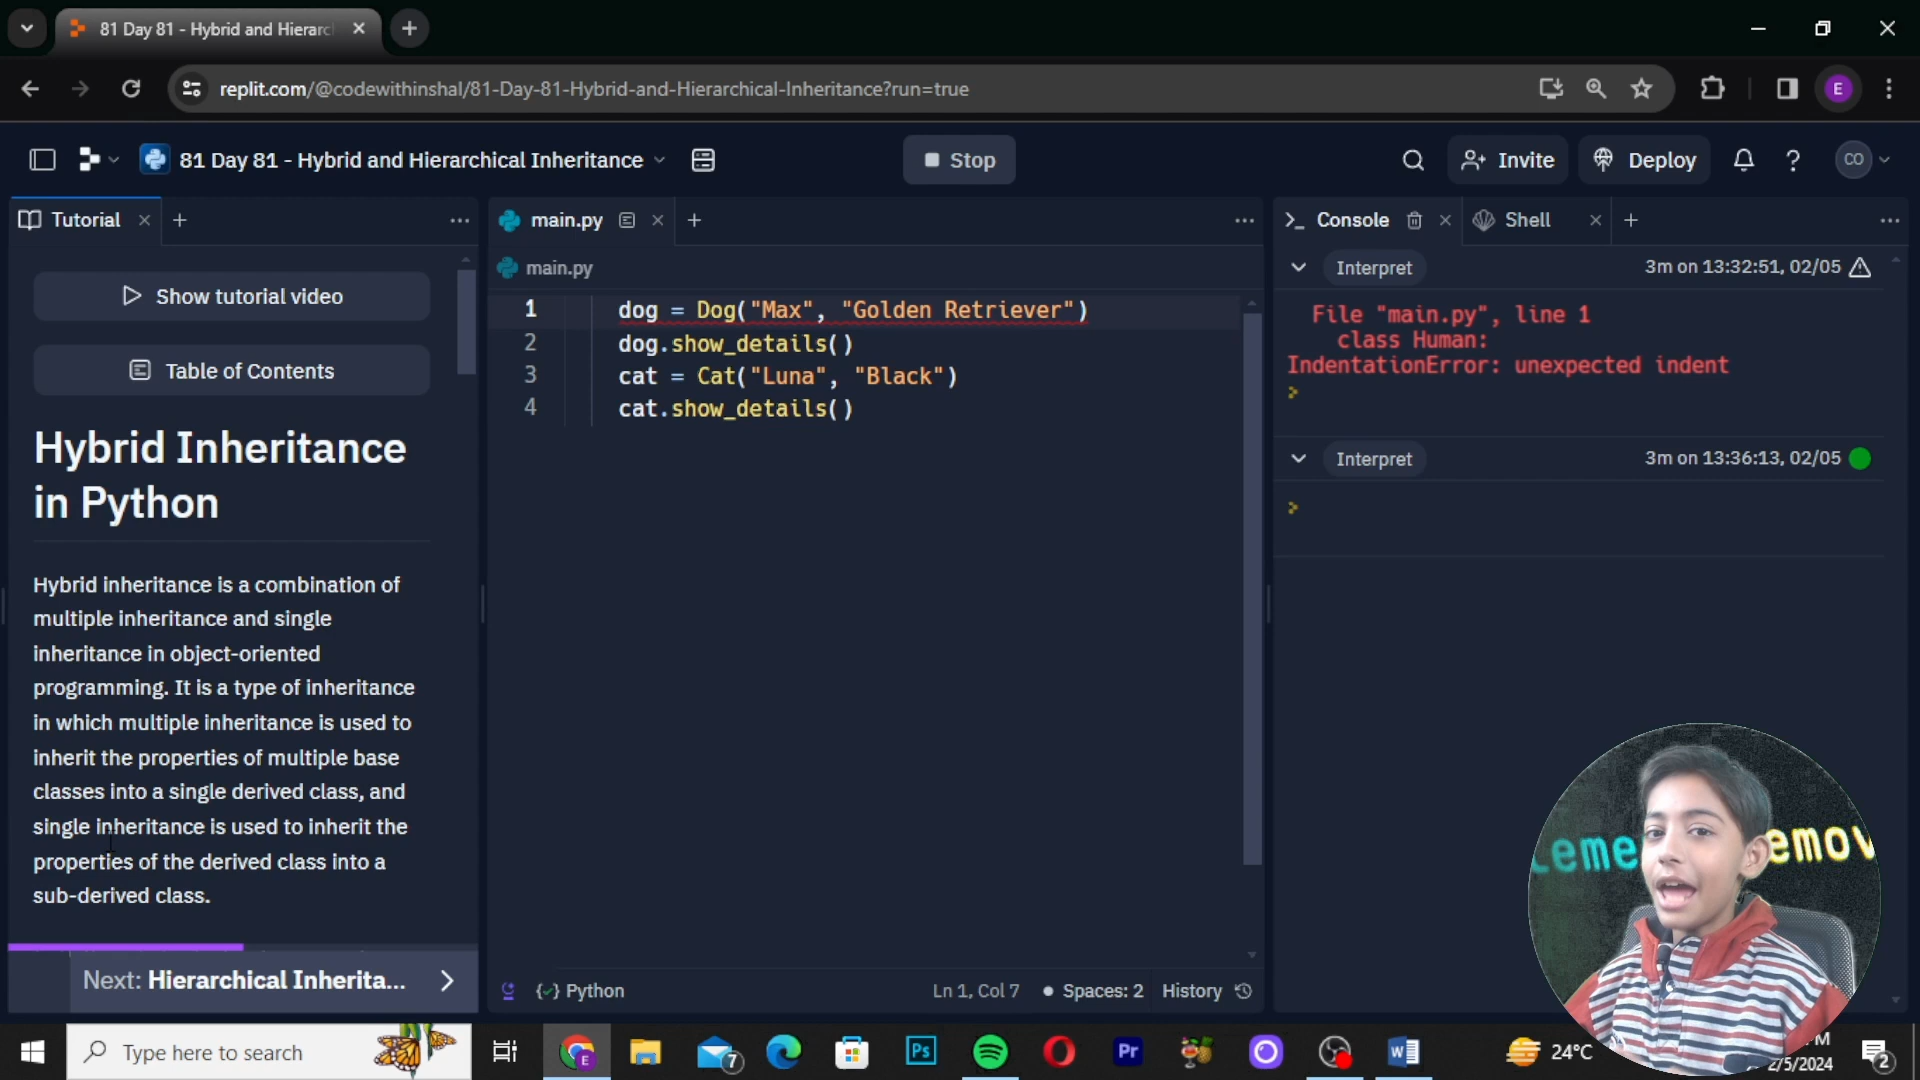 81 Day 81 - Hybrid and Hierarc
replit.com/@codewithinshal/81-Day-81-Hybrid-and-Hierarchical-Inheritance?run=true
E
81 Day 81 - Hybrid and Hierarchical Inheritance
Stop
Invite
Deploy
?
CO
Tutorial
main.py
Console
Shell
Show tutorial video
Table of Contents
Hybrid Inheritance
in Python
Hybrid inheritance is a combination of
multiple inheritance and single
inheritance in object-oriented
programming. It is a type of inheritance
in which multiple inheritance is used to
inherit the properties of multiple base
classes into a single derived class, and
single inheritance is used to inherit the
properties of the derived class into a
sub-derived class.
Next: Hierarchical Inherita...
main.py
1 dog = Dog("Max", "Golden Retriever")
2 dog.show_details()
3 cat = Cat("Luna", "Black")
4 cat.show_details()
Python
Ln 1, Col 7
Spaces: 2
History
Interpret
3m on 13:32:51, 02/05
File "main.py", line 1
class Human:
IndentationError: unexpected indent
>
Interpret
3m on 13:36:13, 02/05
>
leme
emov
Type here to search
E
7
Ps
Pr
W
24°C
M
2/5/2024
2